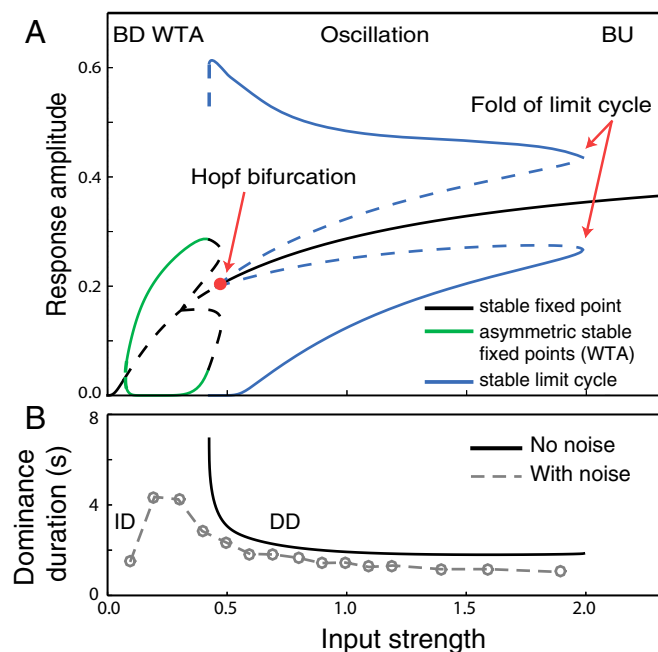 A
BD WTA Oscillation BU
Fold of limit cycle
Hopf bifurcation
Response amplitude
0.6
0.4
0.2
0.0
stable fixed point
asymmetric stable
fixed points (WTA)
stable limit cycle
B
Dominance
duration (s)
8
4
0
No noise
With noise
ID
DD
0.0 0.5 1.0 1.5 2.0
Input strength